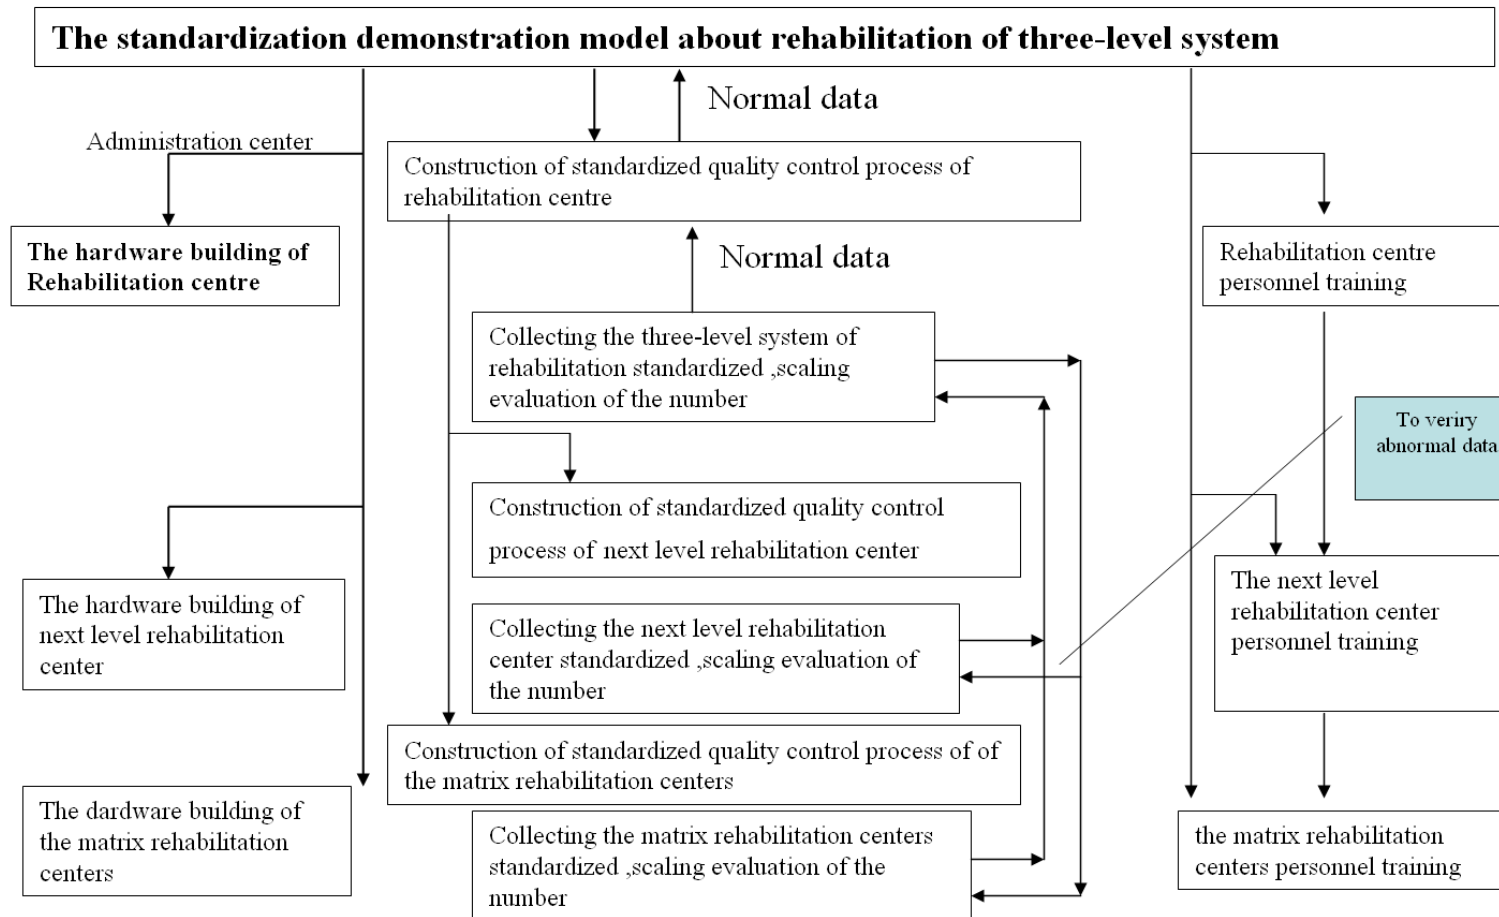 The standardization demonstration model about rehabilitation of three-level system
Normal data
Administration center
Construction of standardized quality control process of
rehabilitation centre
The hardware building of
Rehabilitation centre
Normal data
Rehabilitation centre
personnel training
Collecting the three-level system of
rehabilitation standardized ,scaling
evaluation of the number
To veriry
abnormal data
Construction of standardized quality control
process of next level rehabilitation center
The hardware building of
next level rehabilitation
center
Collecting the next level rehabilitation
center standardized ,scaling evaluation of
the number
The next level
rehabilitation center
personnel training
Construction of standardized quality control process of of
the matrix rehabilitation centers
The dardware building of
the matrix rehabilitation
centers
Collecting the matrix rehabilitation centers
standardized ,scaling evaluation of the
number
the matrix rehabilitation
centers personnel training